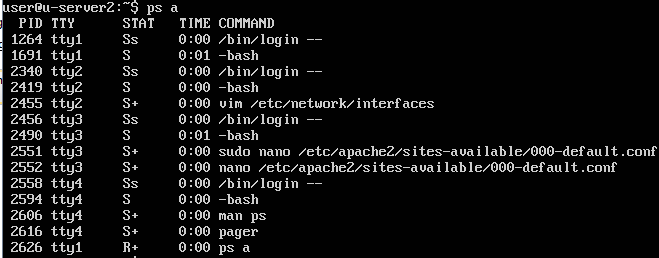 user@u-server2:~$ ps a
  PID TTY      STAT   TIME COMMAND
 1264 tty1     Ss     0:00 /bin/login --
 1691 tty1     S      0:01 -bash
 2340 tty2     Ss     0:00 /bin/login --
 2419 tty2     S      0:00 -bash
 2455 tty2     S+     0:00 vim /etc/network/interfaces
 2456 tty3     Ss     0:00 /bin/login --
 2490 tty3     S      0:01 -bash
 2551 tty3     S+     0:00 sudo nano /etc/apache2/sites-available/000-default.conf
 2552 tty3     S+     0:00 nano /etc/apache2/sites-available/000-default.conf
 2558 tty4     Ss     0:00 /bin/login --
 2594 tty4     S      0:00 -bash
 2606 tty4     S+     0:00 man ps
 2616 tty4     S+     0:00 pager
 2626 tty1     R+     0:00 ps a